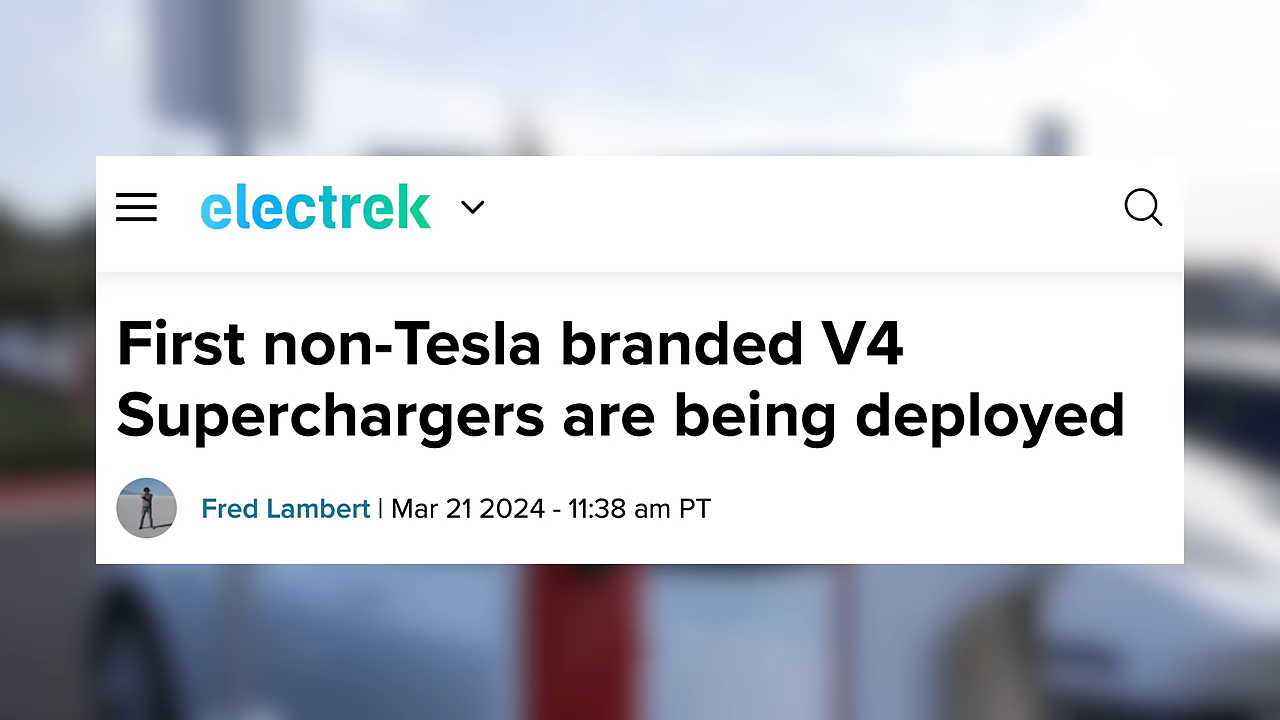 electrek
First non-Tesla branded V4
Superchargers are being deployed
Fred Lambert | Mar 21 2024 - 11:38 am PT